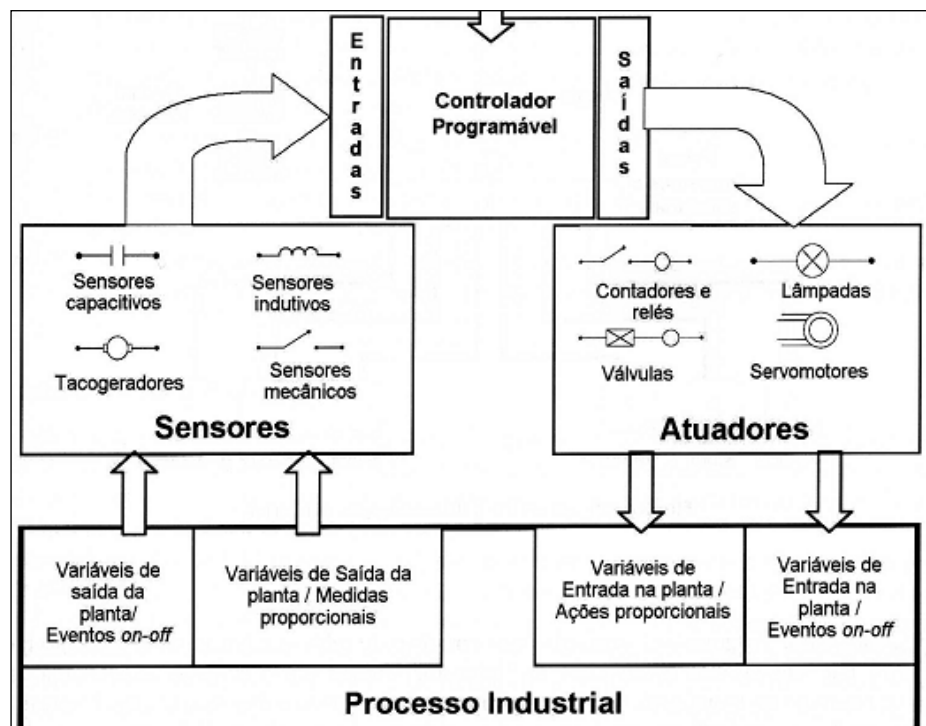 Entradas
Controlador
Programável
Saídas
Sensores
capacitivos
Sensores
indutivos
Tacogeradores
Sensores
mecânicos
Sensores
Contadores e
relés
Lâmpadas
Válvulas
Servomotores
Atuadores
Variáveis de
saída da
planta/
Eventos on-off
Variáveis de Saída da
planta / Medidas
proporcionais
Variáveis de
Entrada na planta /
Ações proporcionais
Variáveis de
Entrada na
planta /
Eventos on-off
Processo Industrial